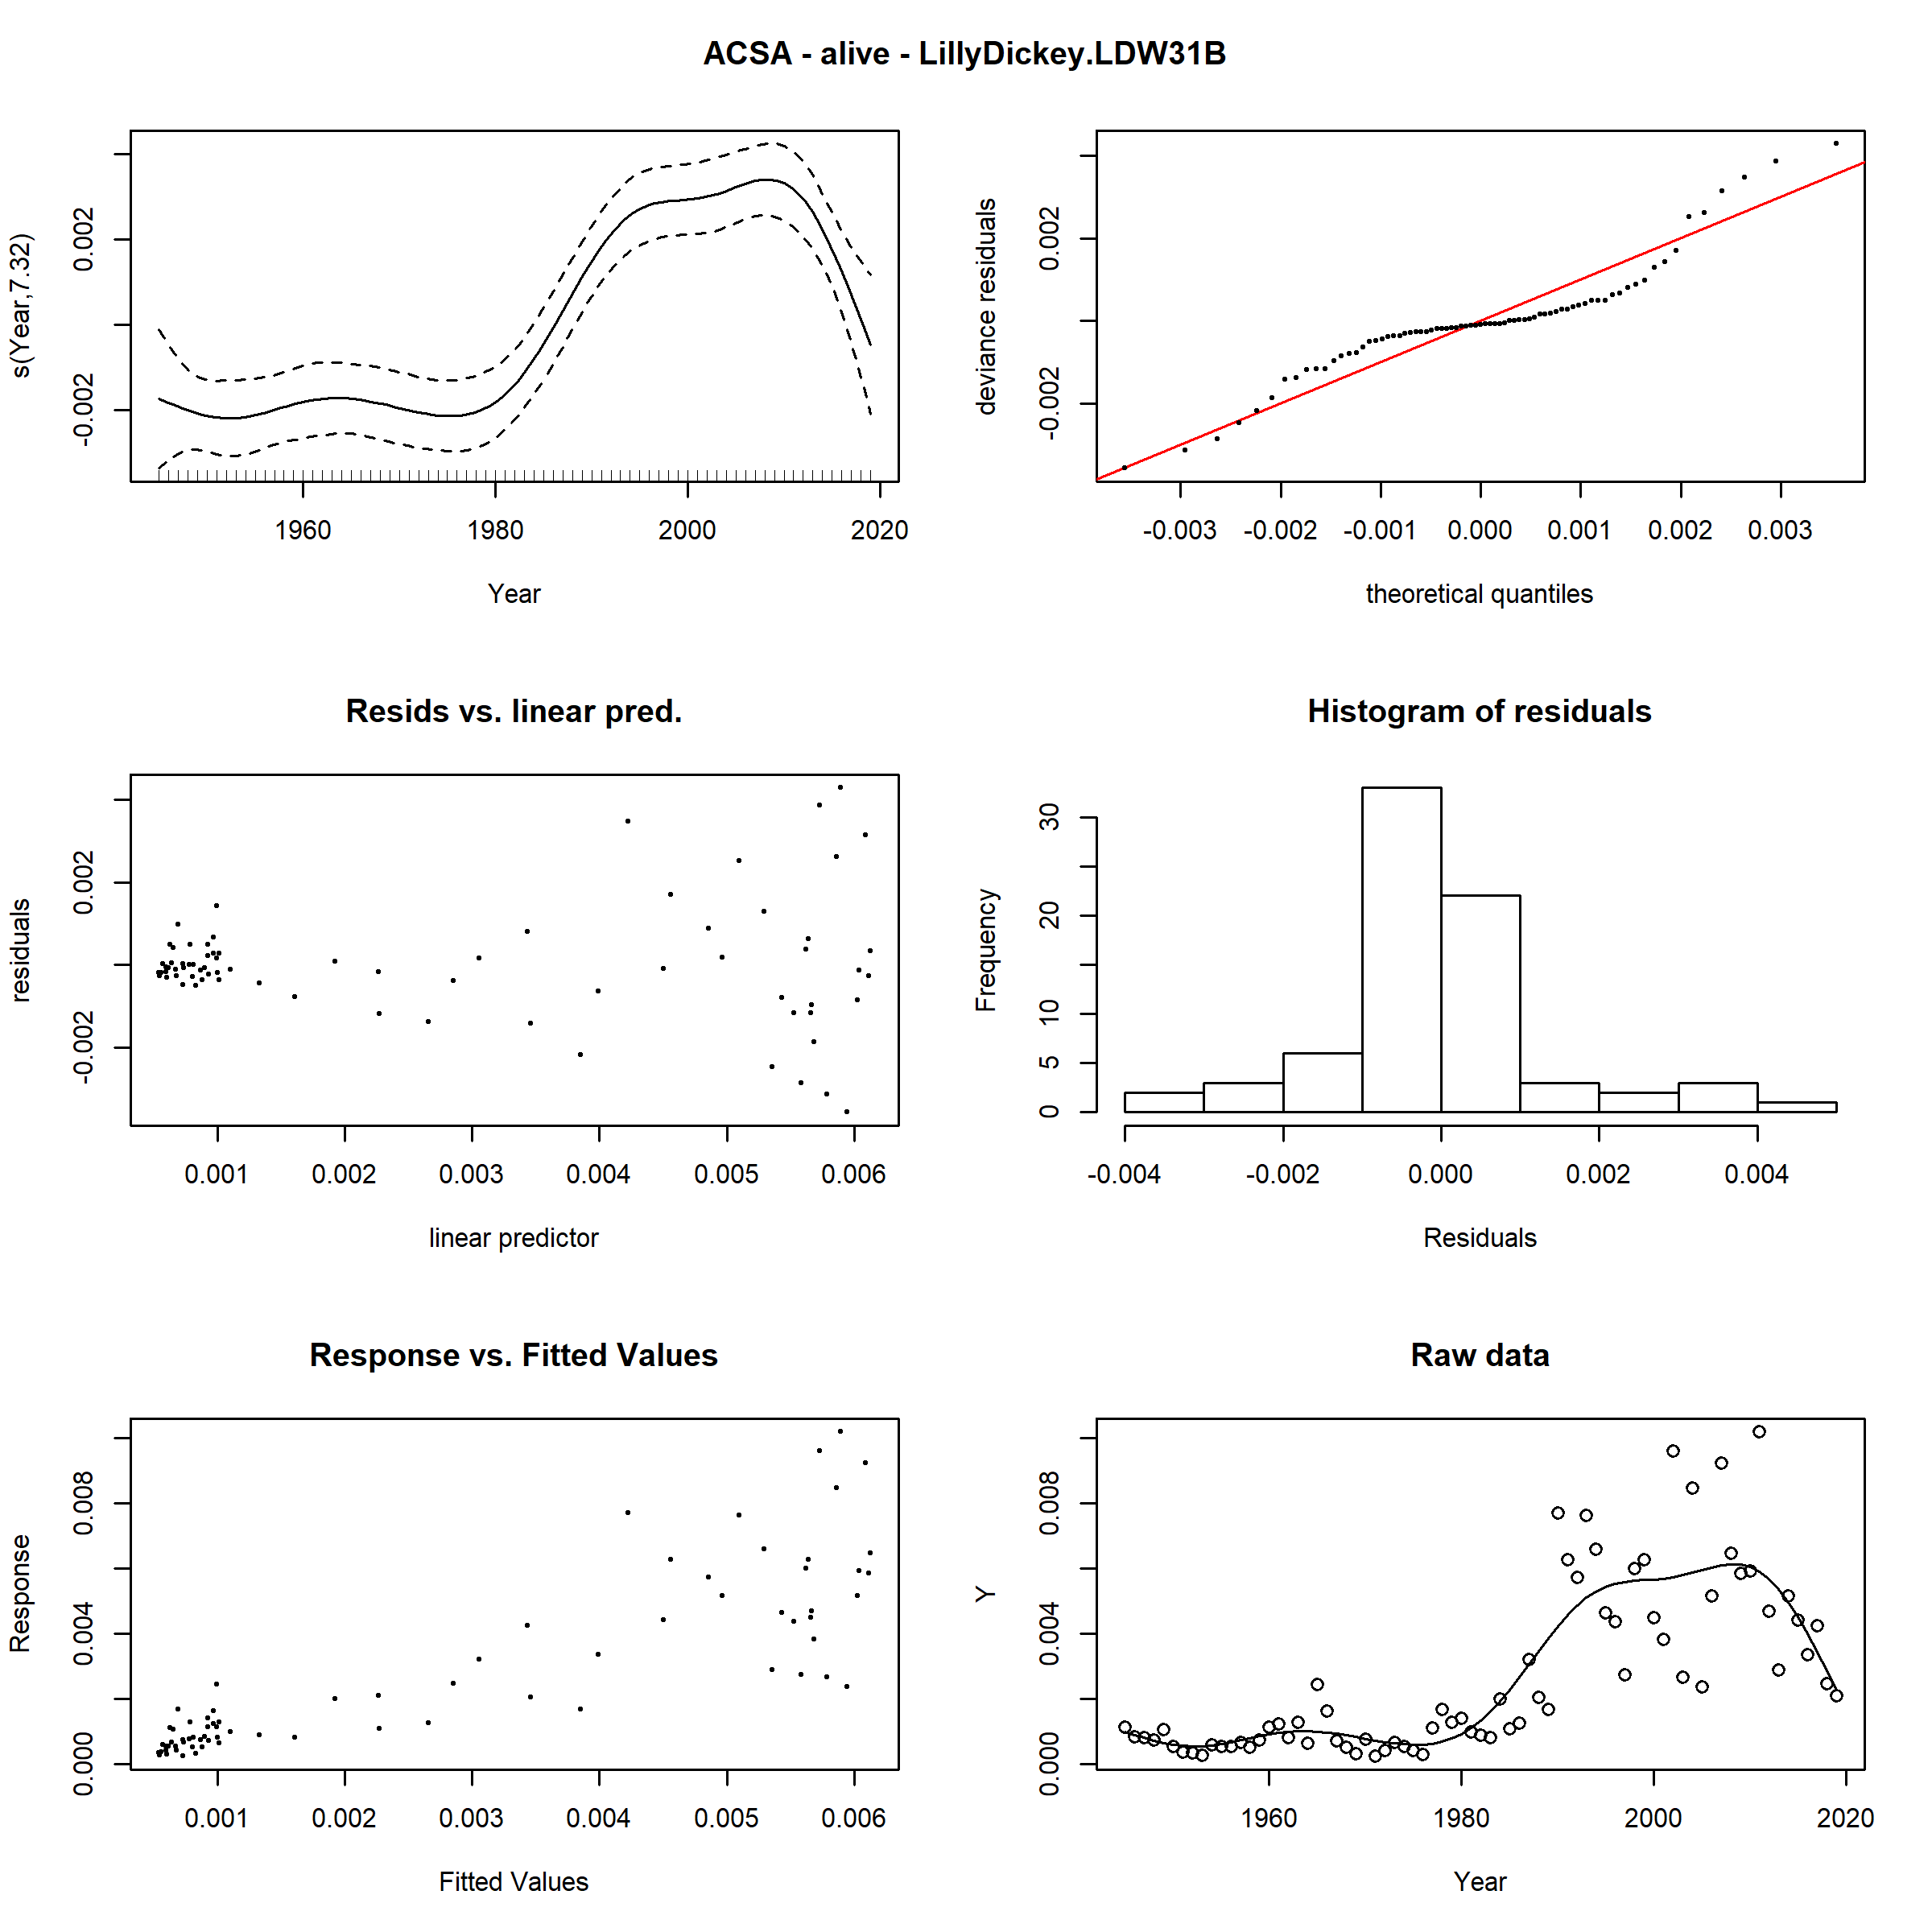 ACSA - alive - LillyDickey.LDW31B
s(Year,7.32)
-0.002 0.002
1960 1980 2000 2020
Year
deviance residuals
-0.002 0.002
-0.003 -0.002 -0.001 0.000 0.001 0.002 0.003
theoretical quantiles
Resids vs. linear pred.
residuals
-0.002 0.002
0.001 0.002 0.003 0.004 0.005 0.006
linear predictor
Histogram of residuals
Frequency
0 5 10 20 30
-0.004 -0.002 0.000 0.002 0.004
Residuals
Response vs. Fitted Values
Response
0.000 0.004 0.008
0.001 0.002 0.003 0.004 0.005 0.006
Fitted Values
Raw data
Y
0.000 0.004 0.008
1960 1980 2000 2020
Year